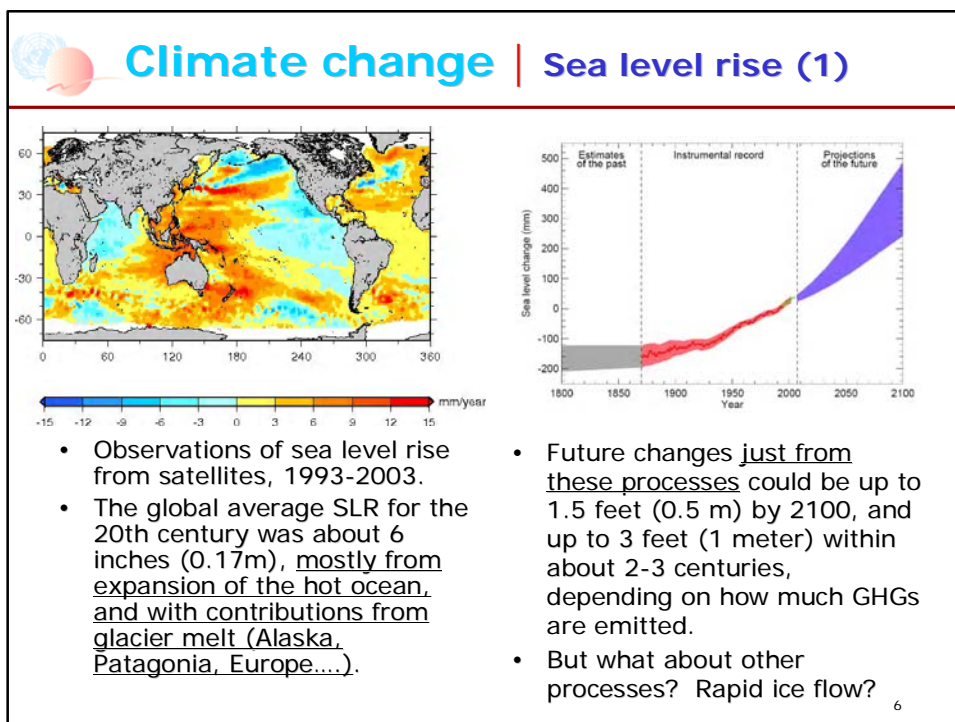 Climate change | Sea level rise (1)
60
30
0
-30
-60
0 60 120 180 240 300 360
mm/year
-15 -12 -9 -6 -3 0 3 6 9 12 15
• Observations of sea level rise
from satellites, 1993-2003.
• The global average SLR for the
20th century was about 6
inches (0.17m), mostly from
expansion of the hot ocean,
and with contributions from
glacier melt (Alaska,
Patagonia, Europe....).
Estimates
of the past
Instrumental record
Projections
of the future
Sea level change (mm)
500
400
300
200
100
0
-100
-200
1800 1850 1900 1950 2000 2050 2100
Year
• Future changes just from
these processes could be up to
1.5 feet (0.5 m) by 2100, and
up to 3 feet (1 meter) within
about 2-3 centuries,
depending on how much GHGs
are emitted.
• But what about other
processes? Rapid ice flow?
6